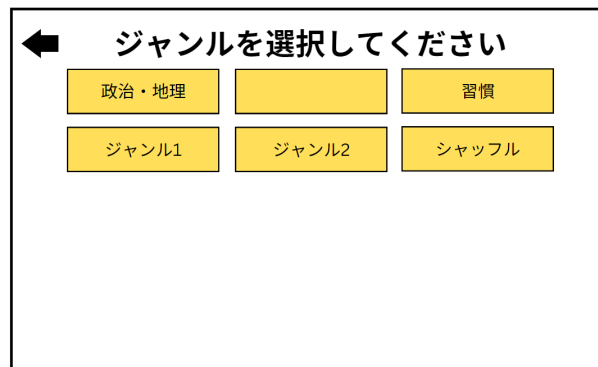 ジャンルを選択してください
政治・地理
習慣
ジャンル1
ジャンル2
シャッフル